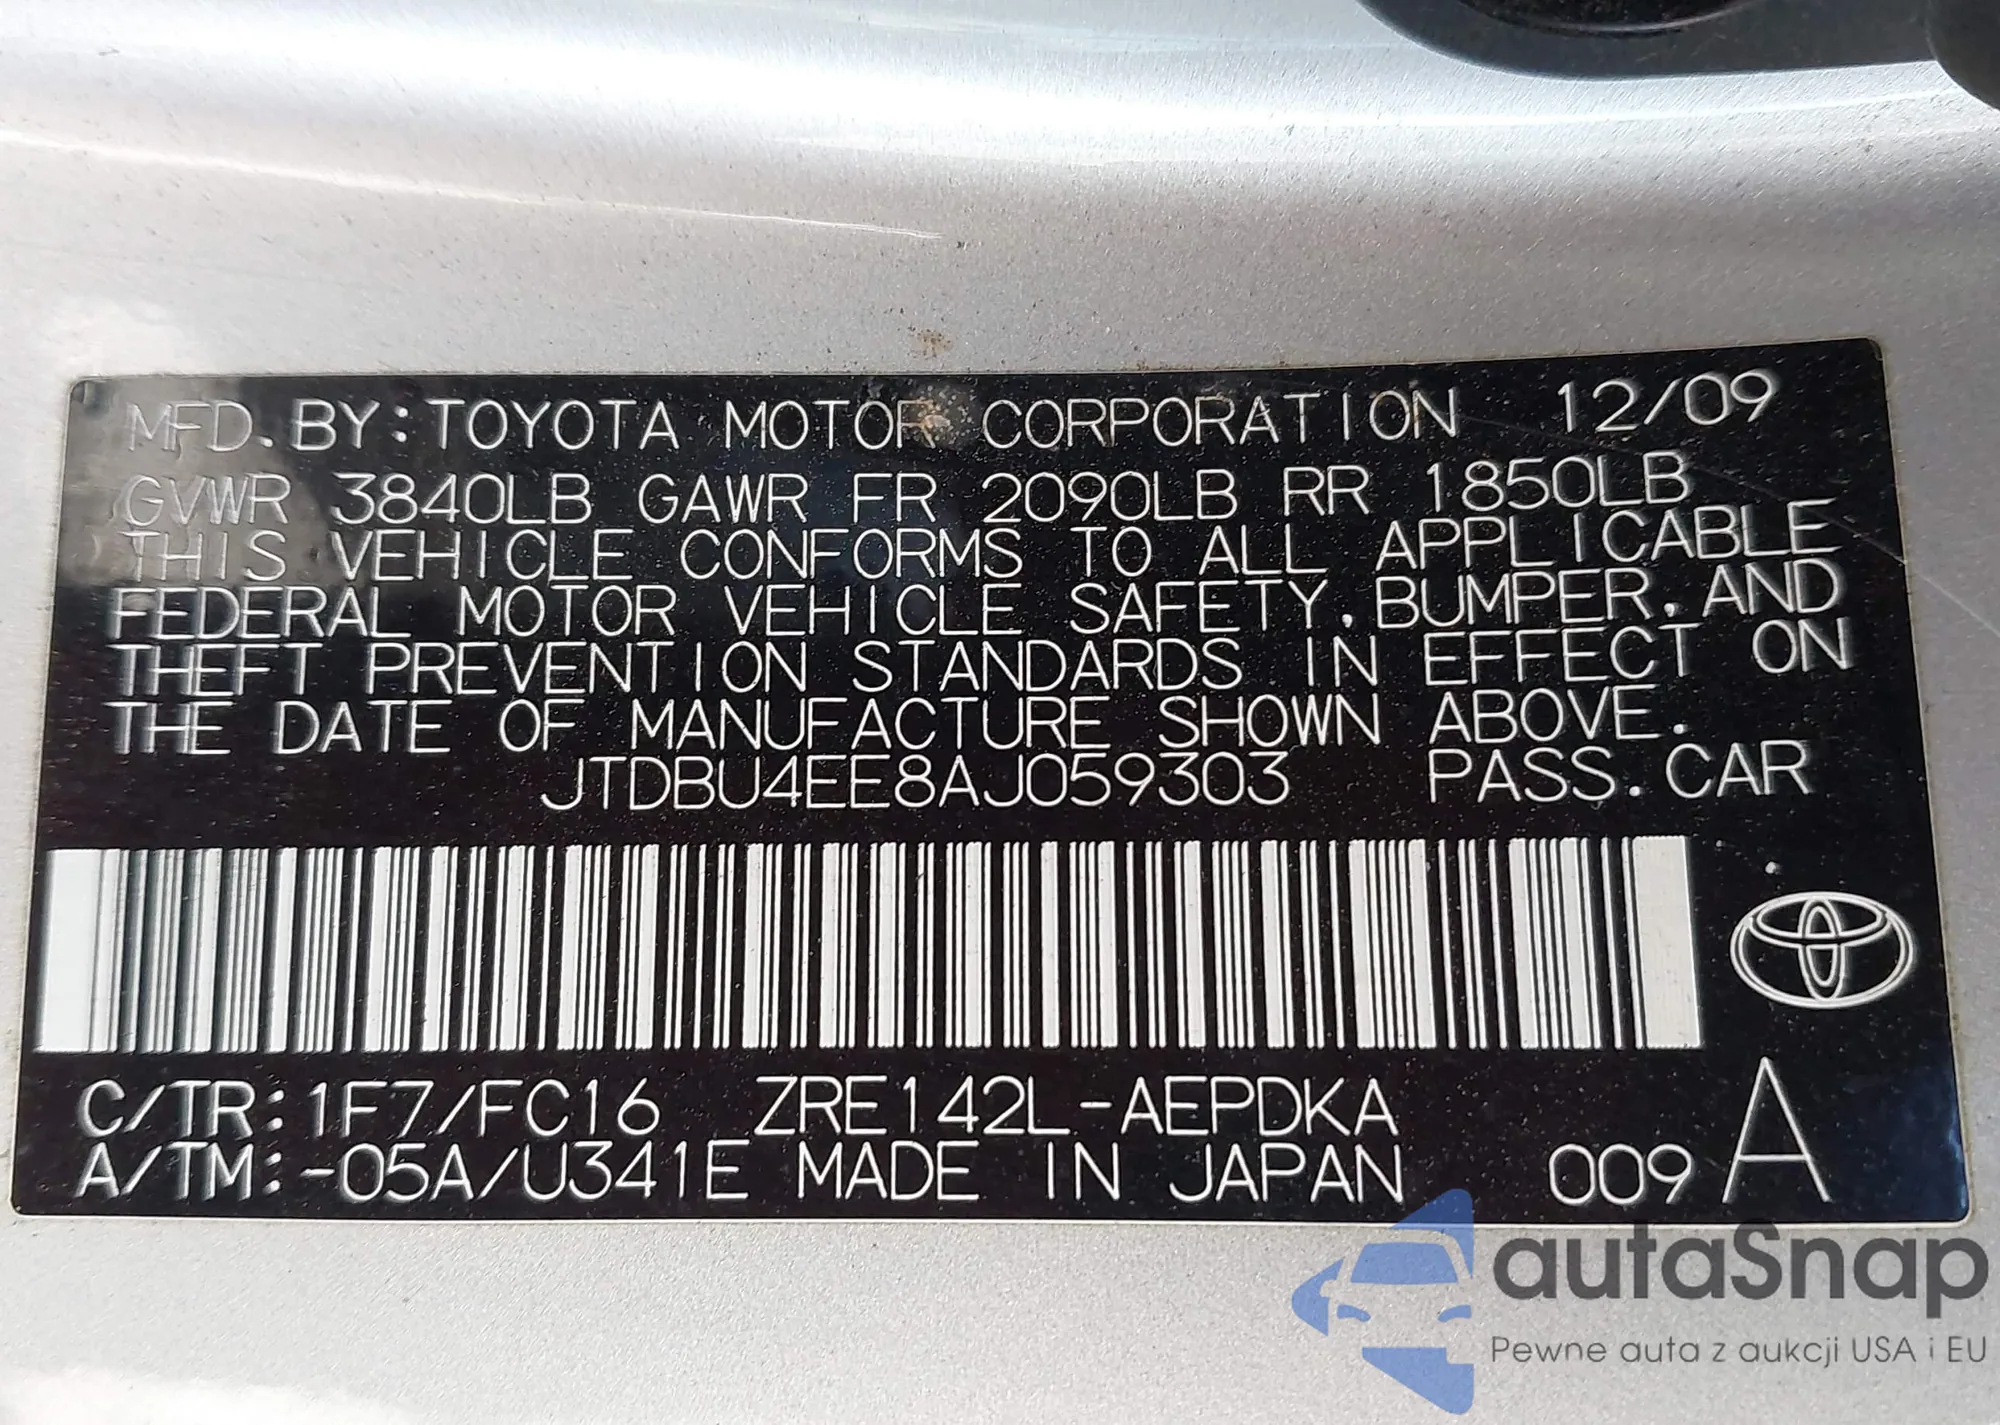 MFD. BY: TOYOTA MOTOR CORPORATION 12/09
GVWR 3840LB GAWR FR 2090LB RR 1850LB
THIS VEHICLE CONFORMS TO ALL APPLICABLE
FEDERAL MOTOR VEHICLE SAFETY, BUMPER, AND
THEFT PREVENTION STANDARDS IN EFFECT ON
THE DATE OF MANUFACTURE SHOWN ABOVE.
JTDBU4EE8AJ059303 PASS. CAR
C/TR: 1F7/FC16 ZRE142L-AEPDKA
A/TM: -05A/U341E MADE IN JAPAN 009 A
autaSnap
Pewne auta z aukcji USA i EU